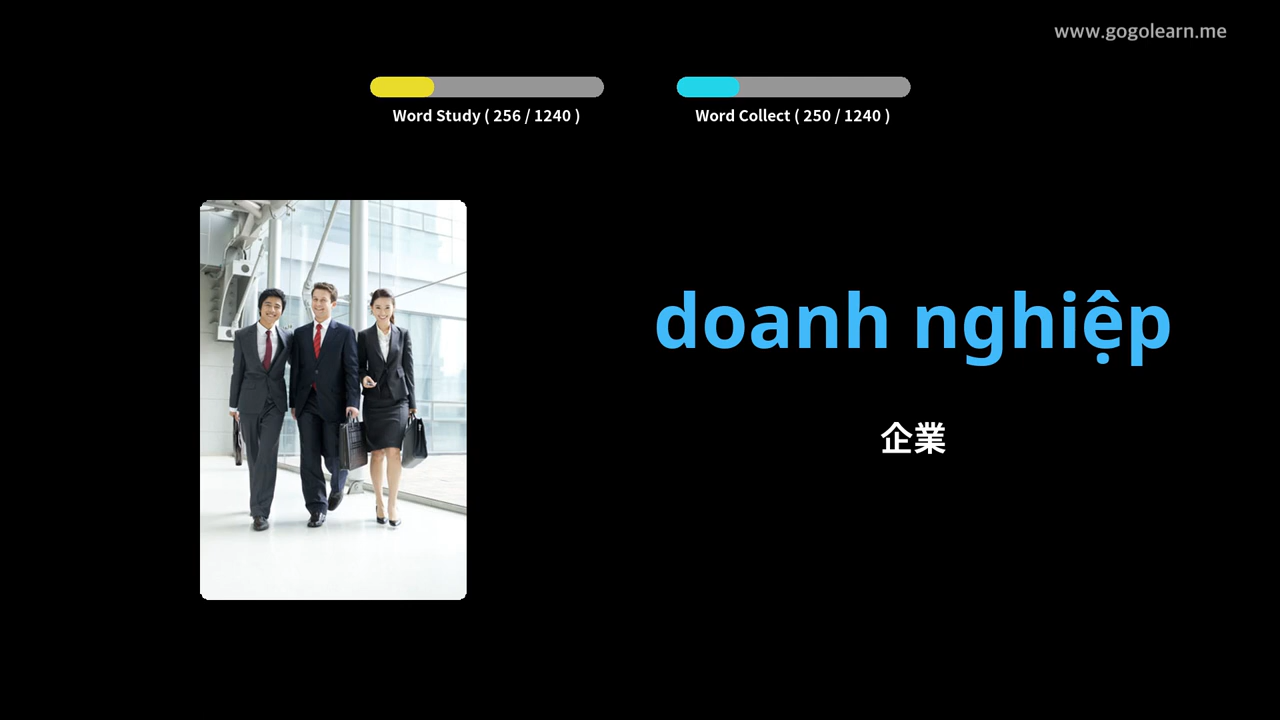 www.gogolearn.me
Word Study ( 256 / 1240 )
Word Collect ( 250 / 1240 )
doanh nghiệp
企業